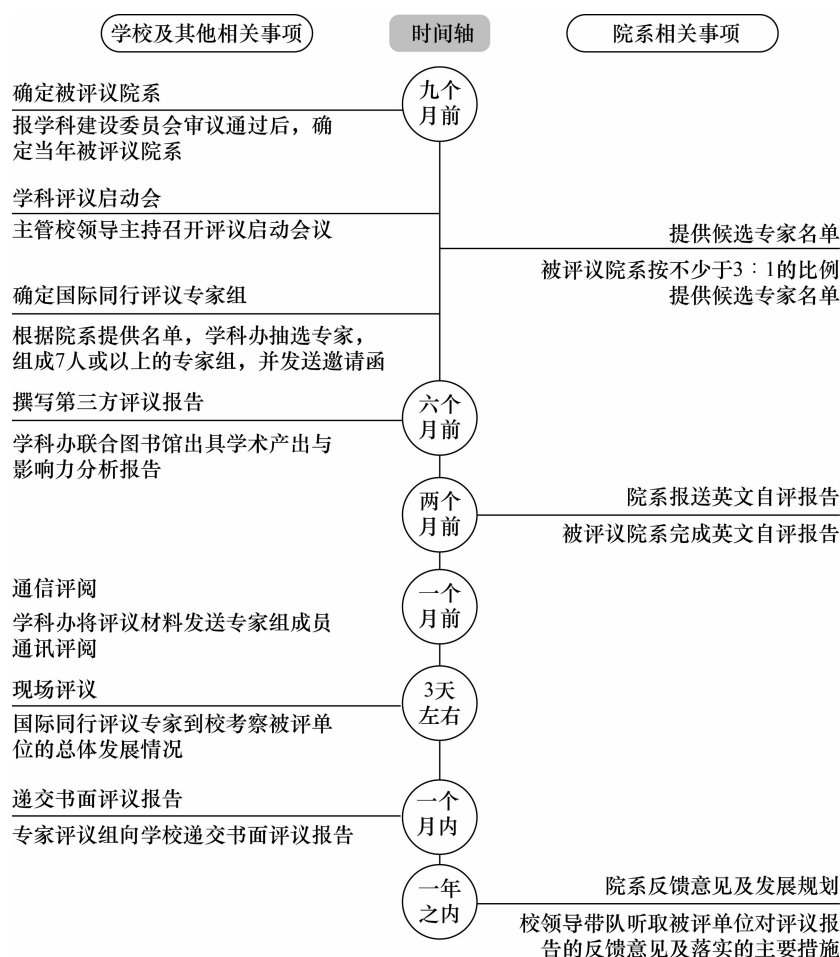 学校及其他相关事项
时间轴
院系相关事项
九个
月前
确定被评议院系
报学科建设委员会审议通过后，确
定当年被评议院系
学科评议启动会
主管校领导主持召开评议启动会议
提供候选专家名单
被评议院系按不少于3：1的比例
提供候选专家名单
确定国际同行评议专家组
根据院系提供名单，学科办抽选专家，
组成7人或以上的专家组，并发送邀请函
六个
月前
撰写第三方评议报告
学科办联合图书馆出具学术产出与
影响力分析报告
两个
月前
院系报送英文自评报告
被评议院系完成英文自评报告
一个
月前
通信评阅
学科办将评议材料发送专家组成员
通讯评阅
3天
左右
现场评议
国际同行评议专家到校考察被评单
位的总体发展情况
一个
月内
递交书面评议报告
专家评议组向学校递交书面评议报告
一年
之内
院系反馈意见及发展规划
校领导带队听取被评单位对评议报
告的反馈意见及落实的主要措施